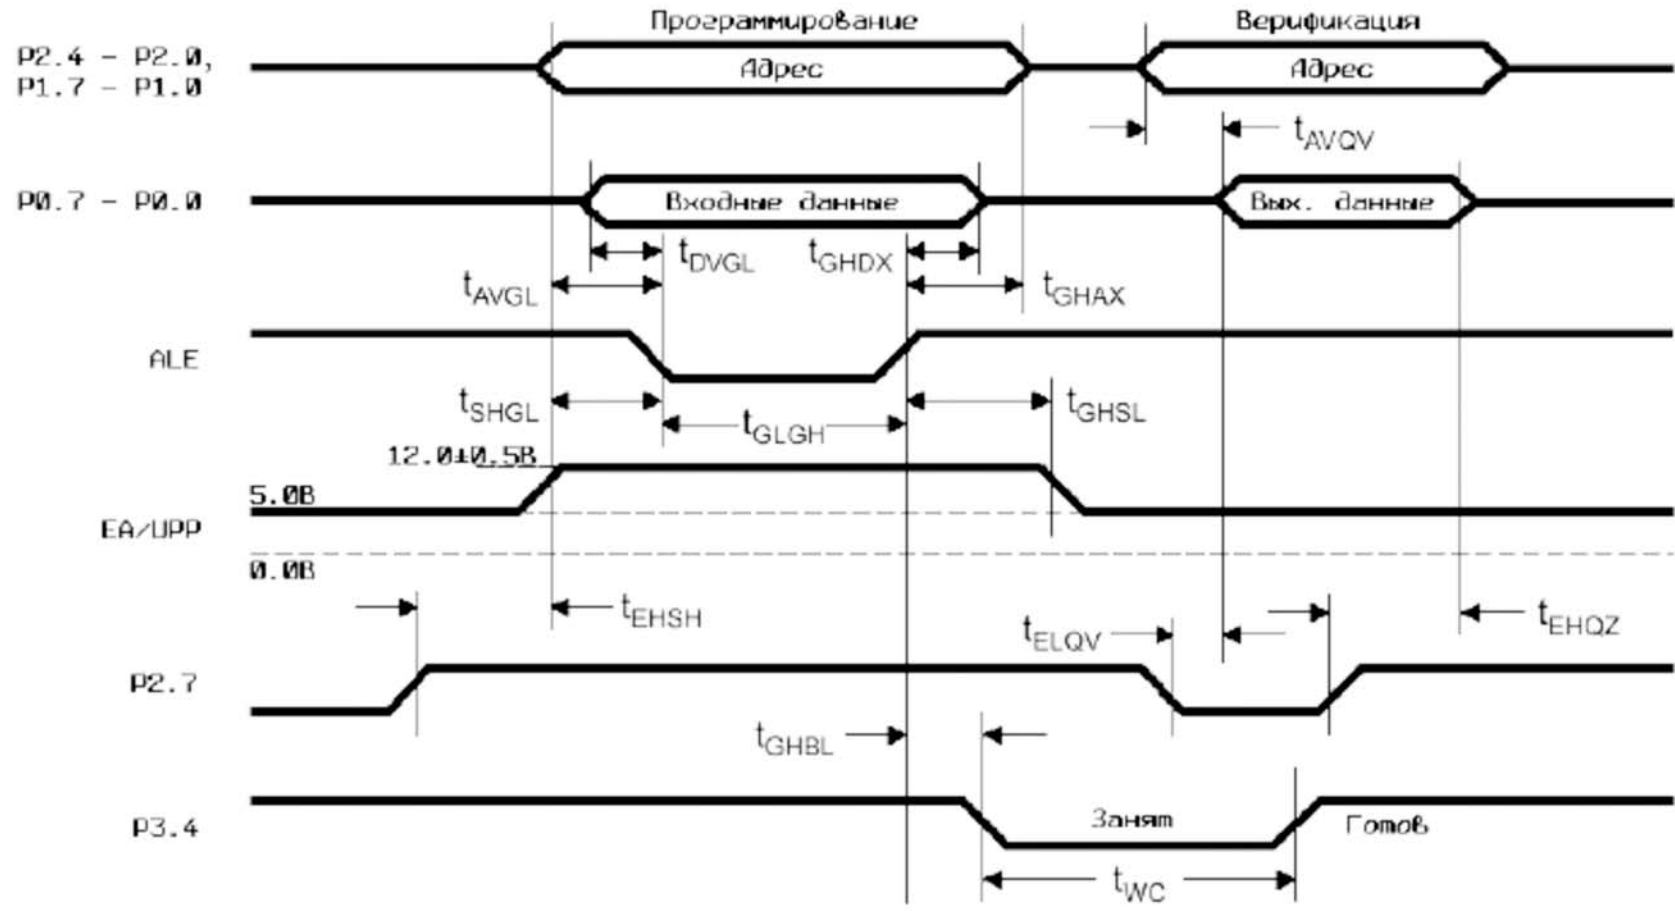 Программирование
Верификация
P2.4 – P2.0,
P1.7 – P1.0
Адрес
Адрес
tAVQV
P0.7 – P0.0
Входные данные
Вых. данные
tDVGL
tGHDX
tAVGL
tGHAX
ALE
tSHGL
tGLGH
tGHSL
12.0±0.5В
5.0В
EA/UPP
0.0В
tEHSH
tELQV
tEHQZ
P2.7
tGHBL
P3.4
Занят
Готов
tWC